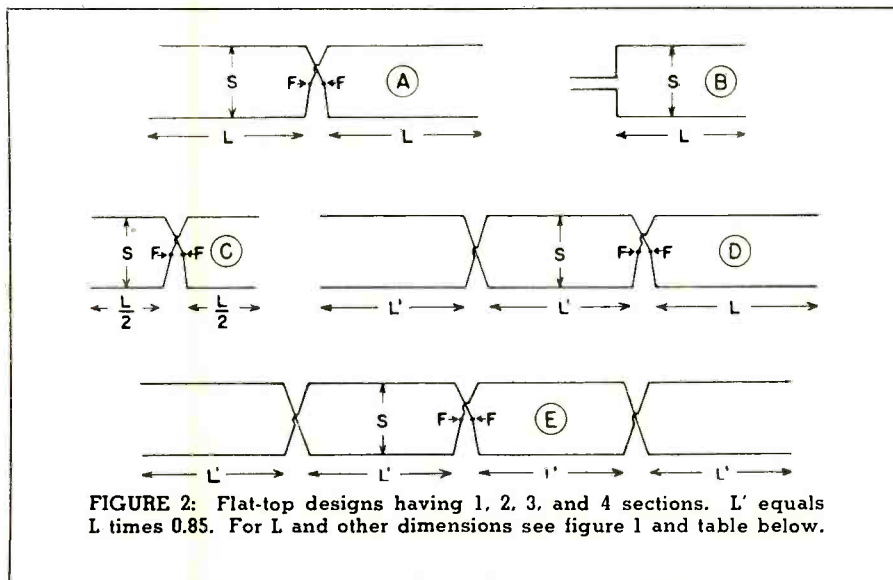 S F F A
L L
S B
L
S F F C
L/2 L/2
S F F D
L' L' L
S F F E
L' L' L' L'
FIGURE 2: Flat-top designs having 1, 2, 3, and 4 sections. L' equals
L times 0.85. For L and other dimensions see figure 1 and table below.